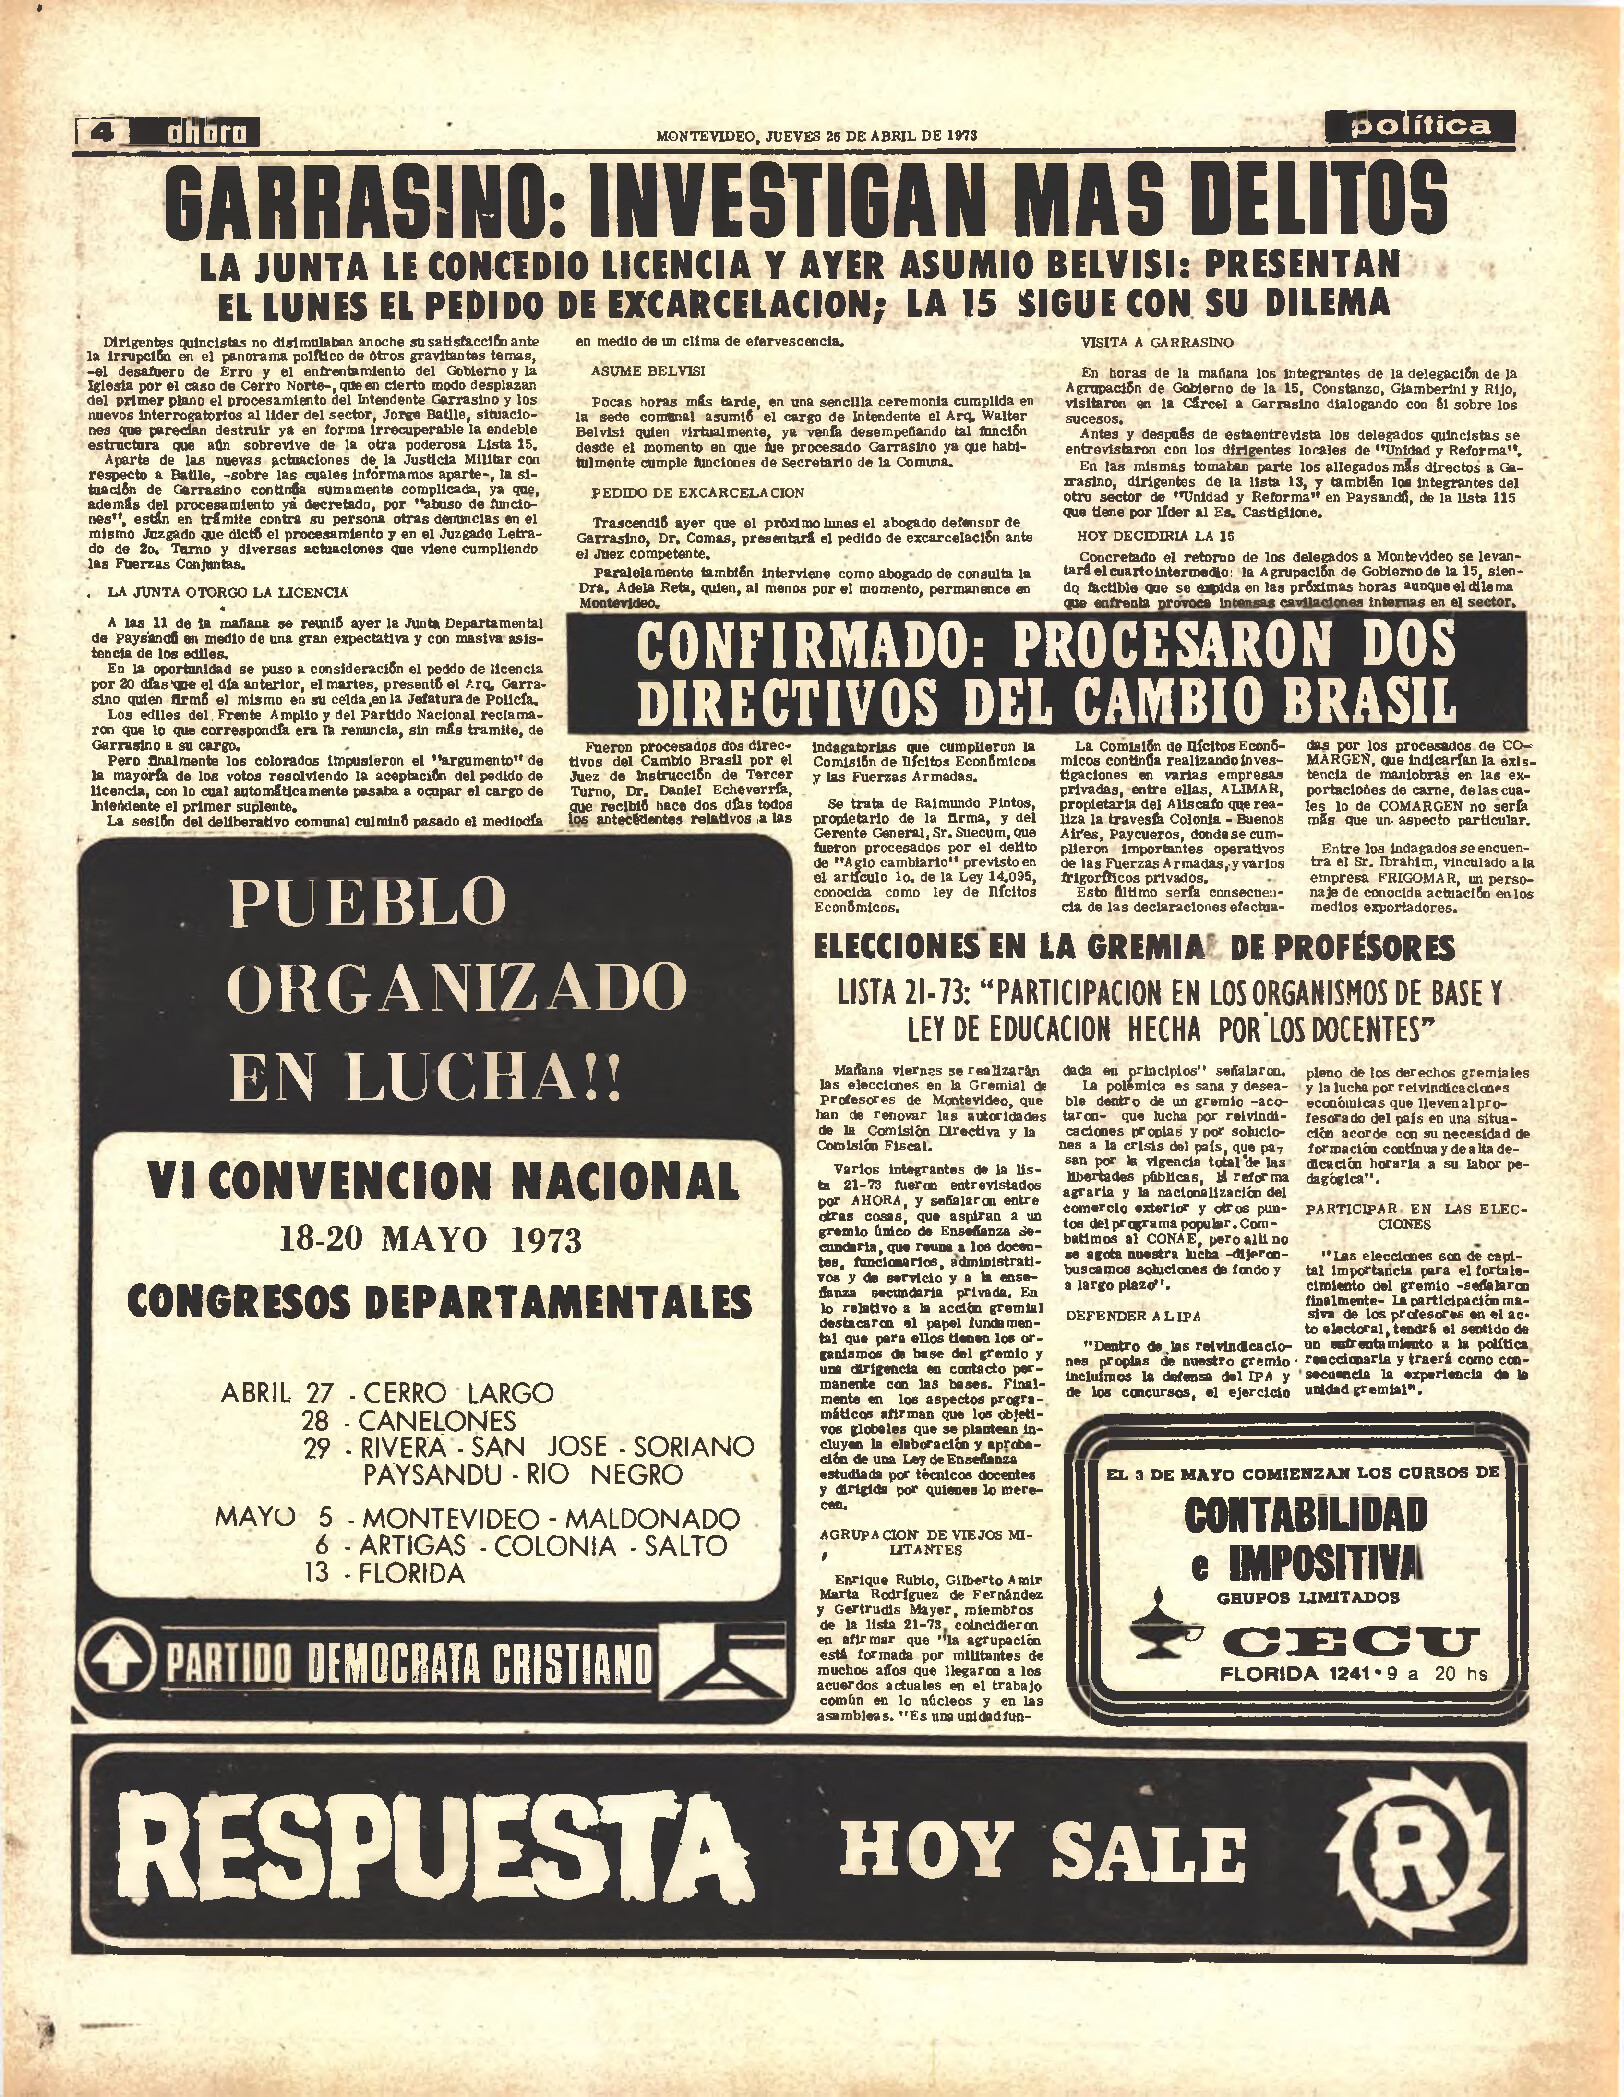 4 ahora
MONTEVIDEO, JUEVES 26 DE ABRIL DE 1973
política
GARRASINO: INVESTIGAN MAS DELITOS
LA JUNTA LE CONCEDIO LICENCIA Y AYER ASUMIO BELVISI: PRESENTAN
EL LUNES EL PEDIDO DE EXCARCELACION; LA 15 SIGUE CON SU DILEMA
Dirigentes quincistas no disimulaban anoche su satisfacción ante
la irrupción en el panorama político de otros gravitantes temas,
-el desafuero de Erro y el enfrentamiento del Gobierno y la
Iglesia por el caso de Cerro Norte-, que en cierto modo desplazan
del primer plano el procesamiento del Intendente Garrasino y los
nuevos interrogatorios al líder del sector, Jorge Batlle, situacio-
nes que parecían destruir ya en forma irrecuperable la endeble
estructura que aún sobrevive de la otra poderosa Lista 15.
Aparte de las nuevas actuaciones de la Justicia Militar con
respecto a Batlle, -sobre las cuales informamos aparte-, la si-
tuación de Garrasino continúa sumamente complicada, ya que,
además del procesamiento ya decretado, por "abuso de funcio-
nes", están en trámite contra su persona otras denuncias en el
mismo Juzgado que dictó el procesamiento y en el Juzgado Letra-
do de 2o. Turno y diversas actuaciones que viene cumpliendo
las Fuerzas Conjuntas.
LA JUNTA OTORGO LA LICENCIA
A las 11 de la mañana se reunió ayer la Junta Departamental
de Paysandú en medio de una gran expectativa y con masiva asis-
tencia de los ediles.
En la oportunidad se puso a consideración el peddo de licencia
por 20 días que el día anterior, el martes, presentó el Arq. Garra-
sino quien firmó el mismo en su celda en la Jefatura de Policía.
Los ediles del Frente Amplio y del Partido Nacional reclama-
ron que lo que correspondía era la renuncia, sin más tramite, de
Garrasino a su cargo.
Pero finalmente los colorados impusieron el "argumento" de
la mayoría de los votos resolviendo la aceptación del pedido de
licencia, con lo cual automáticamente pasaba a ocupar el cargo de
Intendente el primer suplente.
La sesión del deliberativo comunal culminó pasado el mediodía
en medio de un clima de efervescencia.
ASUME BELVISI
Pocas horas más tarde, en una sencilla ceremonia cumplida en
la sede comunal asumió el cargo de Intendente el Arq. Walter
Belvisi quien virtualmente, ya venía desempeñando tal función
desde el momento en que fue procesado Garrasino ya que habi-
tulmente cumple funciones de Secretario de la Comuna.
PEDIDO DE EXCARCELACION
Trascendió ayer que el próximo lunes el abogado defensor de
Garrasino, Dr. Comas, presentará el pedido de excarcelación ante
el Juez competente.
Paralelamente también interviene como abogado de consulta la
Dra. Adela Reta, quien, al menos por el momento, permanence en
Montevideo.
VISITA A GARRASINO
En horas de la mañana los integrantes de la delegación de la
Agrupación de Gobierno de la 15, Constanzo, Giamberini y Rijo,
visitaron en la Cárcel a Garrasino dialogando con él sobre los
sucesos.
Antes y después de estaentrevista los delegados quincistas se
entrevistaron con los dirigentes locales de "Unidad y Reforma".
En las mismas tomaban parte los allegados más directos a Ga-
rrasino, dirigentes de la lista 13, y también los integrantes del
otro sector de "Unidad y Reforma" en Paysandú, de la lista 115
que tiene por líder al Es. Castiglione.
HOY DECIDIRIA LA 15
Concretado el retorno de los delegados a Montevideo se levan-
tará el cuarto intermedio: la Agrupación de Gobierno de la 15, sien-
do factible que se expida en las próximas horas aunque el dilema
que enfrenta provoca intensas cavilaciones internas en el sector.
CONFIRMADO: PROCESARON DOS
DIRECTIVOS DEL CAMBIO BRASIL
Fueron procesados dos direc-
tivos del Cambio Brasil por el
Juez de Instrucción de Tercer
Turno, Dr. Daniel Echeverría,
que recibió hace dos días todos
los antecedentes relativos a las
indagatorias que cumplieron la
Comisión de Ilícitos Económicos
y las Fuerzas Armadas.
Se trata de Raimundo Pintos,
propietario de la firma, y del
Gerente General, Sr. Suecum, que
fueron procesados por el delito
de "Agio cambiario" previsto en
el artículo 1o. de la Ley 14.095,
conocida como ley de Ilícitos
Económicos.
La Comisión de Ilícitos Econó-
micos continúa realizando inves-
tigaciones en varias empresas
privadas, entre ellas, ALIMAR,
propietaria del Aliscafo que rea-
liza la travesía Colonia - Buenos
Aires, Paycueros, donde se cum-
plieron importantes operativos
de las Fuerzas Armadas, y varios
frigoríficos privados.
Esto último sería consecuen-
cia de las declaraciones efectua-
das por los procesados de CO-
MARGEN, que indicarían la exis-
tencia de maniobras en las ex-
portaciones de carne, de las cua-
les lo de COMARGEN no sería
más que un aspecto particular.
Entre los indagados se encuen-
tra el Sr. Ibrahim, vinculado a la
empresa FRIGOMAR, un perso-
naje de conocida actuación en los
medios exportadores.
PUEBLO
ORGANIZADO
EN LUCHA!!
VI CONVENCION NACIONAL
18-20 MAYO 1973
CONGRESOS DEPARTAMENTALES
ABRIL 27 - CERRO LARGO
28 - CANELONES
29 - RIVERA - SAN JOSE - SORIANO
PAYSANDU - RIO NEGRO
MAYO 5 - MONTEVIDEO - MALDONADO
6 - ARTIGAS - COLONIA - SALTO
13 - FLORIDA
PARTIDO DEMOCRATA CRISTIANO
ELECCIONES EN LA GREMIA DE PROFESORES
LISTA 21-73: "PARTICIPACION EN LOS ORGANISMOS DE BASE Y
LEY DE EDUCACION HECHA POR LOS DOCENTES"
Mañana viernes se realizarán
las elecciones en la Gremial de
Profesores de Montevideo, que
han de renovar las autoridades
de la Comisión Directiva y la
Comisión Fiscal.
Varios integrantes de la lis-
ta 21-73 fueron entrevistados
por AHORA, y señalaron entre
otras cosas, que aspiran a un
gremio único de Enseñanza Se-
cundaria, que reuna a los docen-
tes, funcionarios, administrati-
vos y de servicio y a la ense-
ñanza secundaria privada. En
lo relativo a la acción gremial
destacaron el papel fundamen-
tal que para ellos tienen los or-
ganismos de base del gremio y
una dirigencia en contacto per-
manente con las bases. Final-
mente en los aspectos progra-
máticos afirman que los objeti-
vos globales que se plantean in-
cluyen la elaboración y aproba-
ción de una Ley de Enseñanza
estudiada por técnicos docentes
y dirigida por quienes lo mere-
cen.
AGRUPACION DE VIEJOS MI-
LITANTES
Enrique Rubio, Gilberto Amir
Marta Rodríguez de Fernández
y Gertrudis Mayer, miembros
de la lista 21-73, coincidieron
en afirmar que "la agrupación
está formada por militantes de
muchos años que llegaron a los
acuerdos actuales en el trabajo
común en lo núcleos y en las
asambleas. "Es una unidad fun-
dada en principios" señalaron.
La polémica es sana y desea-
ble dentro de un gremio -aco-
taron- que lucha por reivindi-
caciones propias y por solucio-
nes a la crisis del país, que pa-
san por la vigencia total de las
libertades públicas, la reforma
agraria y la nacionalización del
comercio exterior y otros pun-
tos del programa popular. Com-
batimos al CONAE, pero allí no
se agota nuestra lucha -dijeron-
buscamos soluciones de fondo y
a largo plazo".
DEFENDER AL IPA
"Dentro de las reivindicacio-
nes propias de nuestro gremio
incluímos la defensa del IPA y
de los concursos, el ejercicio
pleno de los derechos gremiales
y la lucha por reivindicaciones
económicas que lleven al pro-
fesorado del país en una situa-
ción acorde con su necesidad de
formación contínua y de alta de-
dicación horaria a su labor pe-
dagógica".
PARTICIPAR EN LAS ELEC-
CIONES
"Las elecciones son de capi-
tal importancia para el fortale-
cimiento del gremio -señalaron
finalmente- La participación ma-
siva de los profesores en el ac-
to electoral, tendrá el sentido de
un enfrentamiento a la política
reaccionaria y traerá como con-
secuencia la experiencia de la
unidad gremial".
EL 3 DE MAYO COMIENZAN LOS CURSOS DE
CONTABILIDAD
e IMPOSITIVA
GRUPOS LIMITADOS
CECU
FLORIDA 1241 • 9 a 20 hs
RESPUESTA HOY SALE R